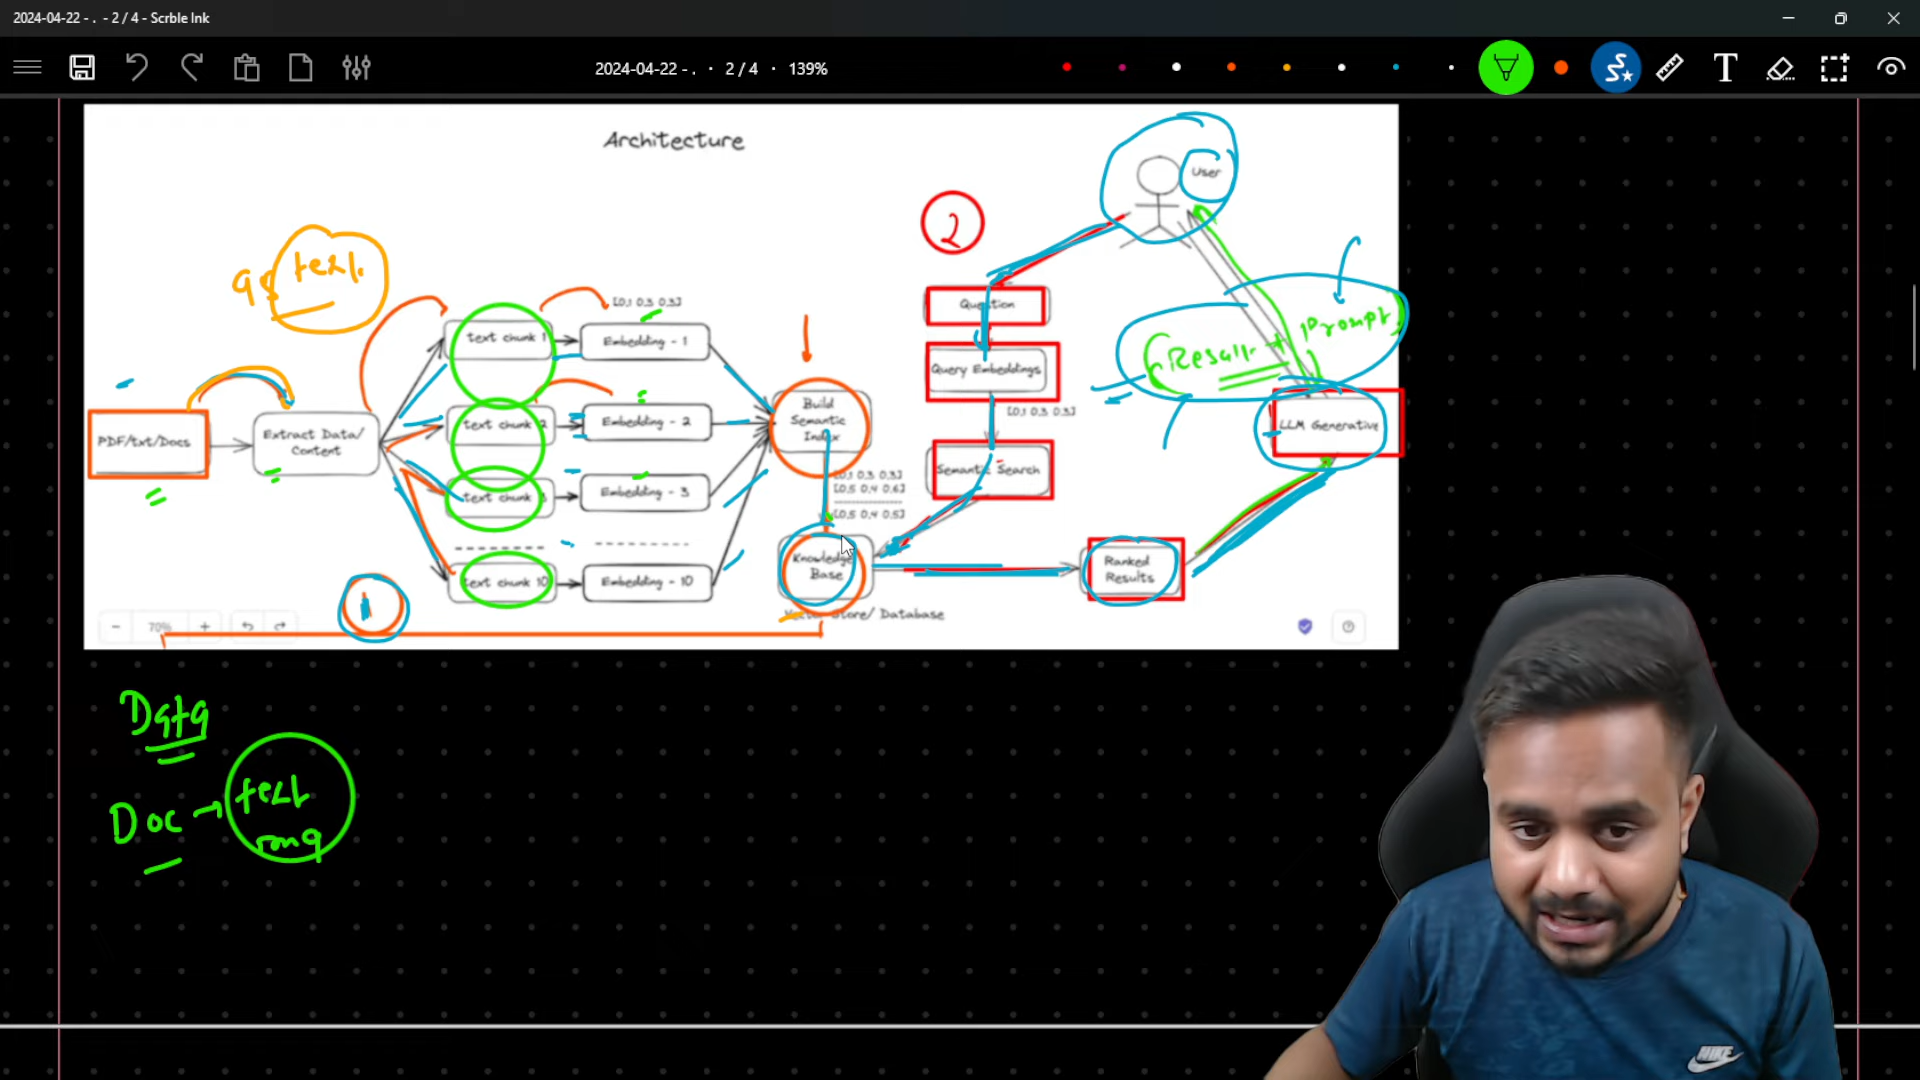 2024-04-22 - . - 2 / 4 - Scrble Ink
2024-04-22 - . · 2 / 4 · 139%
T
Architecture
User
2
as text.
[0.1 0.3 0.3]
Question
text chunk 1
Embedding - 1
Result + Prompt
Query Embeddings
[0.1 0.3 0.3]
Build
Semantic
Index
text chunk 2
Embedding - 2
LLM Generative
PDF/txt/Docs
Extract Data/
Content
Semantic Search
[0.1 0.3 0.3]
[0.5 0.4 0.6]
[0.5 0.4 0.5]
text chunk 3
Embedding - 3
Knowledge
Base
Ranked
Results
text chunk 10
Embedding - 10
1
Vector Store/ Database
70%
Data
Doc → text